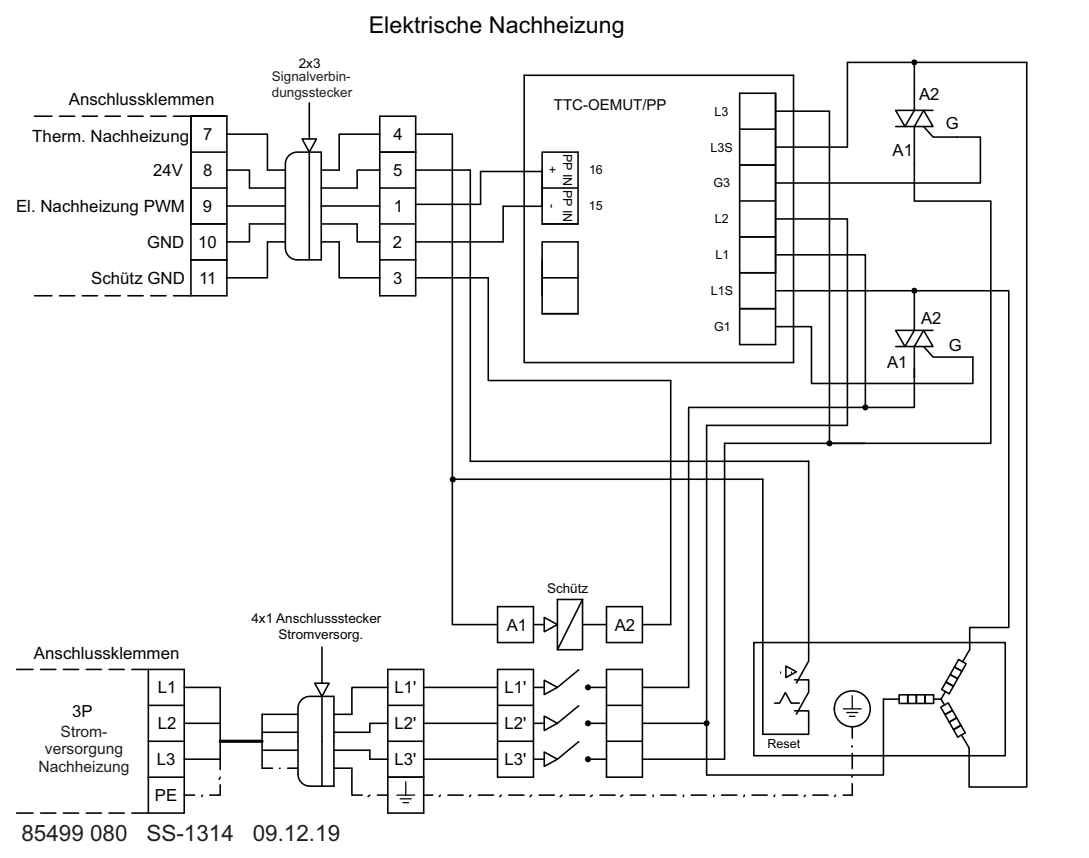 Elektrische Nachheizung
2x3
Signalverbin-
dungsstecker
Anschlussklemmen
Therm. Nachheizung 7
24V 8
El. Nachheizung PWM 9
GND 10
Schütz GND 11
4
5
1
2
3
TTC-OEMUT/PP
+ PP IN 16
- PP IN 15
L3
L3S
G3
L2
L1
L1S
G1
A2
G
A1
A2
G
A1
Schütz
A1
A2
4x1 Anschlussstecker
Stromversorg.
Anschlussklemmen
3P
Strom-
versorgung
Nachheizung
L1
L2
L3
PE
L1'
L2'
L3'
L1'
L2'
L3'
Reset
85499 080 SS-1314 09.12.19